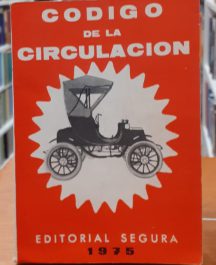 CODIGO
DE LA
CIRCULACION
EDITORIAL SEGURA
1975